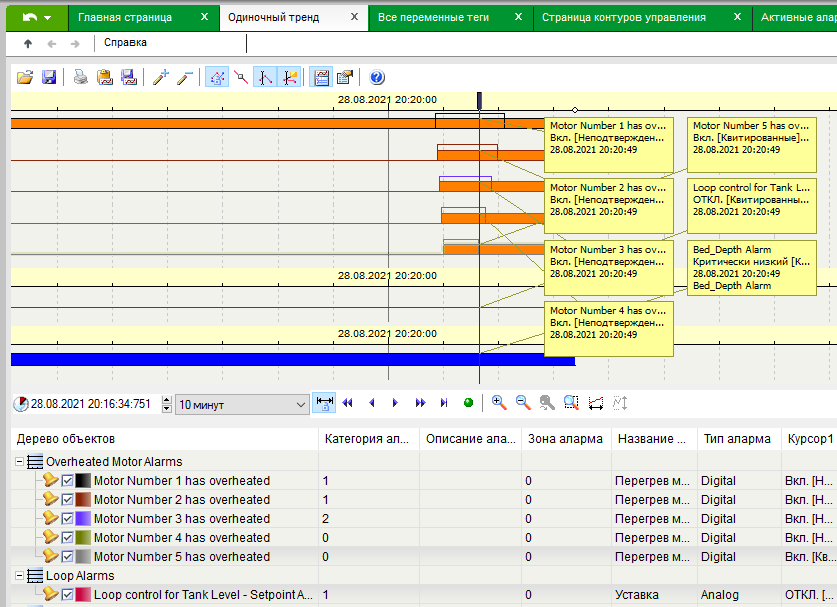 Главная страница X
Одиночный тренд X
Все переменные теги X
Страница контуров управления X
Активные алар
Справка
28.08.2021 20:20:00
Motor Number 1 has ov...
Вкл. [Неподтвержден...
28.08.2021 20:20:49
Motor Number 5 has ov...
Вкл. [Квитированные]...
28.08.2021 20:20:49
Motor Number 2 has ov...
Вкл. [Неподтвержден...
28.08.2021 20:20:49
Loop control for Tank L...
ОТКЛ. [Квитированны...
28.08.2021 20:20:49
Motor Number 3 has ov...
Вкл. [Неподтвержден...
28.08.2021 20:20:49
Bed_Depth Alarm
Критически низкий [К...
28.08.2021 20:20:49
Bed_Depth Alarm
28.08.2021 20:20:00
Motor Number 4 has ov...
Вкл. [Неподтвержден...
28.08.2021 20:20:49
28.08.2021 20:20:00
28.08.2021 20:16:34:751 10 минут
Дерево объектов Категория ал... Описание ала... Зона аларма Название ... Тип аларма Курсор1
Overheated Motor Alarms
Motor Number 1 has overheated 1 0 Перегрев м... Digital Вкл. [Н...
Motor Number 2 has overheated 1 0 Перегрев м... Digital Вкл. [Н...
Motor Number 3 has overheated 2 0 Перегрев м... Digital Вкл. [Н...
Motor Number 4 has overheated 0 0 Перегрев м... Digital Вкл. [Н...
Motor Number 5 has overheated 0 0 Перегрев м... Digital Вкл. [Кв...
Loop Alarms
Loop control for Tank Level - Setpoint A... 1 0 Уставка Analog ОТКЛ. [...